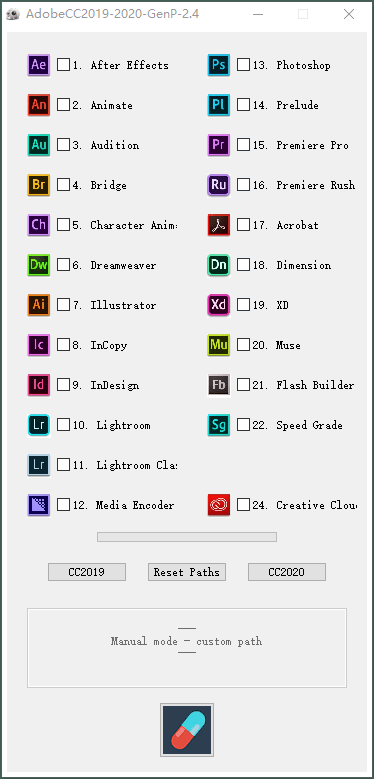 AdobeCC2019-2020-GenP-2.4
Ae 1. After Effects
An 2. Animate
Au 3. Audition
Br 4. Bridge
Ch 5. Character Anim
Dw 6. Dreamweaver
Ai 7. Illustrator
Ic 8. InCopy
Id 9. InDesign
Lr 10. Lightroom
Lr 11. Lightroom Clas
12. Media Encoder
Ps 13. Photoshop
Pl 14. Prelude
Pr 15. Premiere Pro
Ru 16. Premiere Rush
17. Acrobat
Dn 18. Dimension
Xd 19. XD
Mu 20. Muse
Fb 21. Flash Builder
Sg 22. Speed Grade
24. Creative Clou
CC2019
Reset Paths
CC2020
Manual mode - custom path